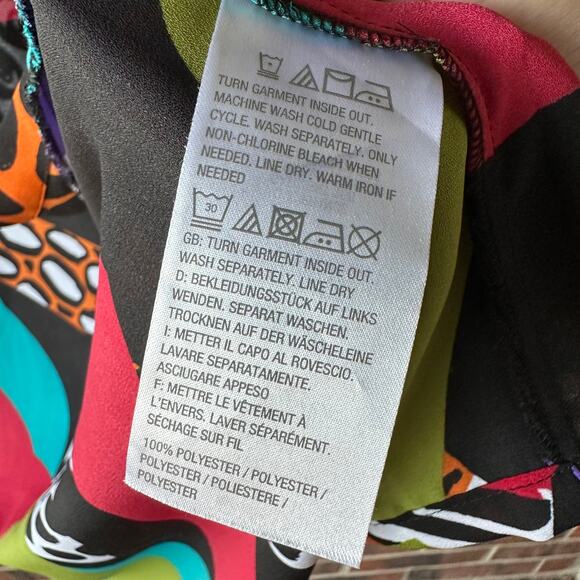 TURN GARMENT INSIDE OUT.
MACHINE WASH COLD GENTLE
CYCLE. WASH SEPARATELY. ONLY
NON-CHLORINE BLEACH WHEN
NEEDED. LINE DRY. WARM IRON IF
NEEDED
30
GB: TURN GARMENT INSIDE OUT.
WASH SEPARATELY. LINE DRY
D: BEKLEIDUNGSSTÜCK AUF LINKS
WENDEN. SEPARAT WASCHEN.
TROCKNEN AUF DER WÄSCHELEINE
I: METTER IL CAPO AL ROVESCIO.
LAVARE SEPARATAMENTE.
ASCIUGARE APPESO
F: METTRE LE VÊTEMENT À
L'ENVERS. LAVER SÉPARÉMENT.
SÉCHAGE SUR FIL
100% POLYESTER / POLYESTER /
POLYESTER / POLIESTERE /
POLYESTER